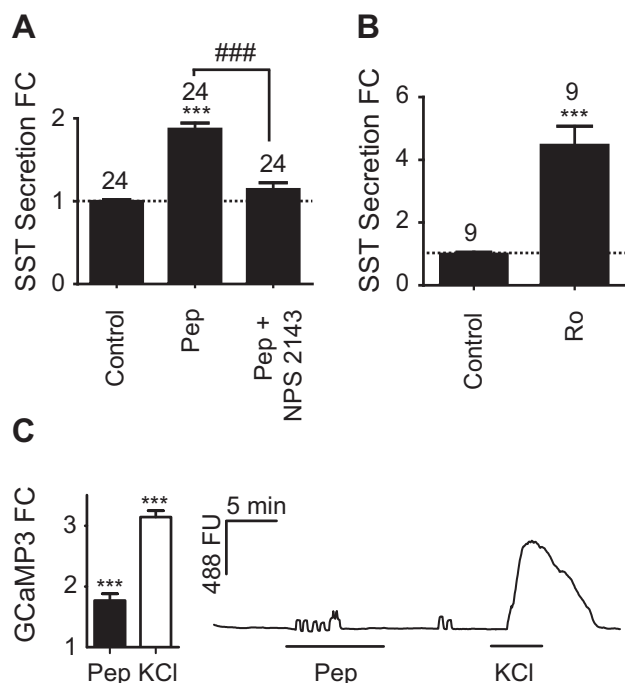 A
SST Secretion FC
2
1
0
24
24
***
###
24
Control
Pep
Pep +
NPS 2143
B
SST Secretion FC
6
4
2
0
9
9
***
Control
Ro
C
GCaMP3 FC
3
2
1
***
***
Pep KCl
5 min
488 FU
Pep
KCl